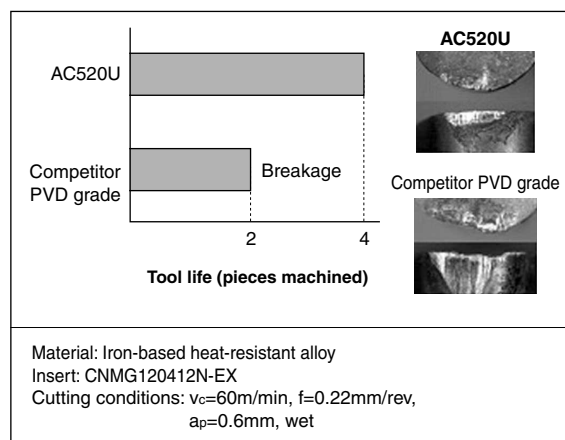 AC520U
Competitor
PVD grade
Breakage
2
4
Tool life (pieces machined)
AC520U
Competitor PVD grade
Material: Iron-based heat-resistant alloy
Insert: CNMG120412N-EX
Cutting conditions: vc=60m/min, f=0.22mm/rev,
ap=0.6mm, wet